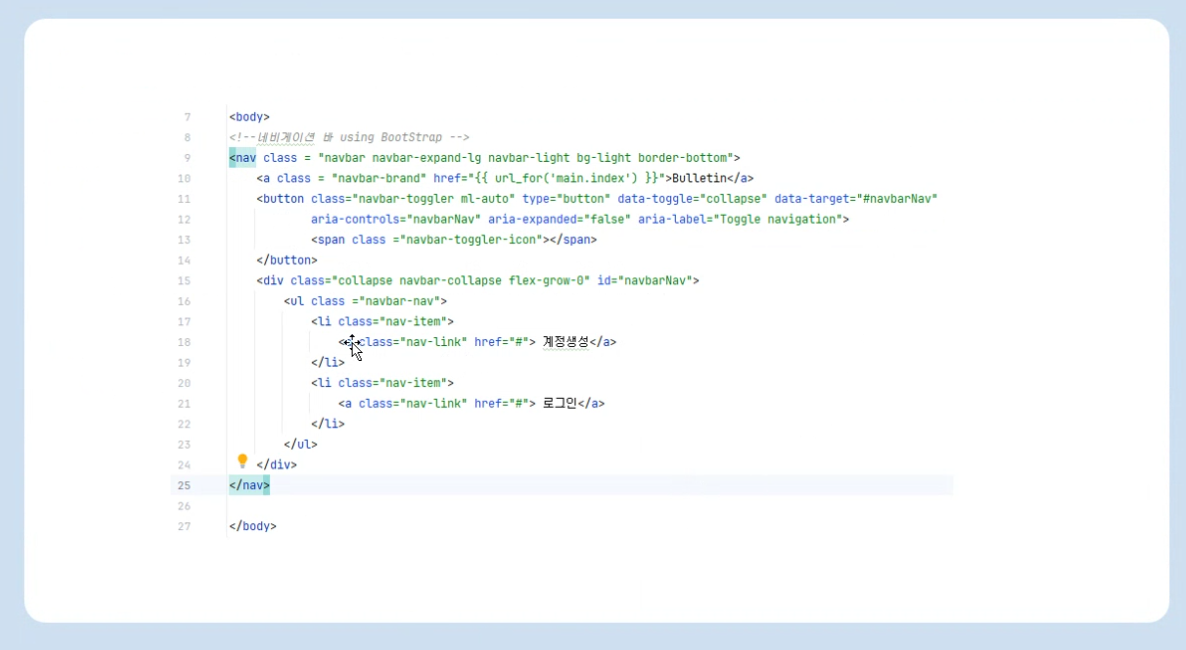 7 <body>
8 <!--네비게이션 바 using BootStrap -->
9 <nav class = "navbar navbar-expand-lg navbar-light bg-light border-bottom">
10 <a class = "navbar-brand" href="{{ url_for('main.index') }}">Bulletin</a>
11 <button class="navbar-toggler ml-auto" type="button" data-toggle="collapse" data-target="#navbarNav"
12 aria-controls="navbarNav" aria-expanded="false" aria-label="Toggle navigation">
13 <span class ="navbar-toggler-icon"></span>
14 </button>
15 <div class="collapse navbar-collapse flex-grow-0" id="navbarNav">
16 <ul class ="navbar-nav">
17 <li class="nav-item">
18 < class="nav-link" href="#"> 계정생성</a>
19 </li>
20 <li class="nav-item">
21 <a class="nav-link" href="#"> 로그인</a>
22 </li>
23 </ul>
24 </div>
25 </nav>
26
27 </body>